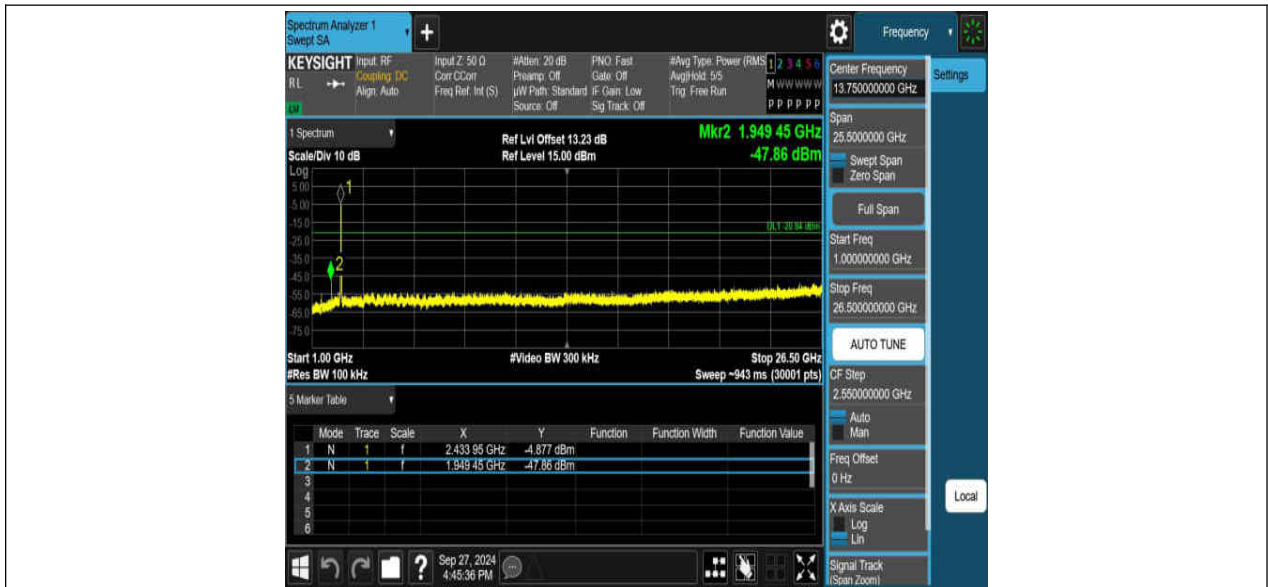 Spectrum Analyzer 1
Swept SA
+
Frequency
KEYSIGHT
RL
Input: RF
Coupling: DC
Align: Auto
Input Z: 50 Ω
Corr CCorr
Freq Ref: Int (S)
#Atten: 20 dB
Preamp: Off
µW Path: Standard
Source: Off
PNO: Fast
Gate: Off
IF Gain: Low
Sig Track: Off
#Avg Type: Power (RMS
Avg|Hold: 5/5
Trig: Free Run
1 2 3 4 5 6
M W W W W W
P P P P P P
Center Frequency
13.750000000 GHz
Settings
Span
25.5000000 GHz
Swept Span
Zero Span
Full Span
Start Freq
1.000000000 GHz
Stop Freq
26.500000000 GHz
AUTO TUNE
CF Step
2.550000000 GHz
Auto
Man
Freq Offset
0 Hz
X Axis Scale
Log
Lin
Signal Track
(Span Zoom)
Local
1 Spectrum
Scale/Div 10 dB
Ref Lvl Offset 13.23 dB
Ref Level 15.00 dBm
Mkr2 1.949 45 GHz
-47.86 dBm
Log
5.00
-5.00
-15.0
-25.0
-35.0
-45.0
-55.0
-65.0
-75.0
1
2
DL1 -20.84 dBm
Start 1.00 GHz
#Video BW 300 kHz
Stop 26.50 GHz
#Res BW 100 kHz
Sweep ~943 ms (30001 pts)
5 Marker Table
Mode Trace Scale X Y Function Function Width Function Value
1 N 1 f 2.433 95 GHz -4.877 dBm
2 N 1 f 1.949 45 GHz -47.86 dBm
3
4
5
6
?
Sep 27, 2024
4:45:36 PM